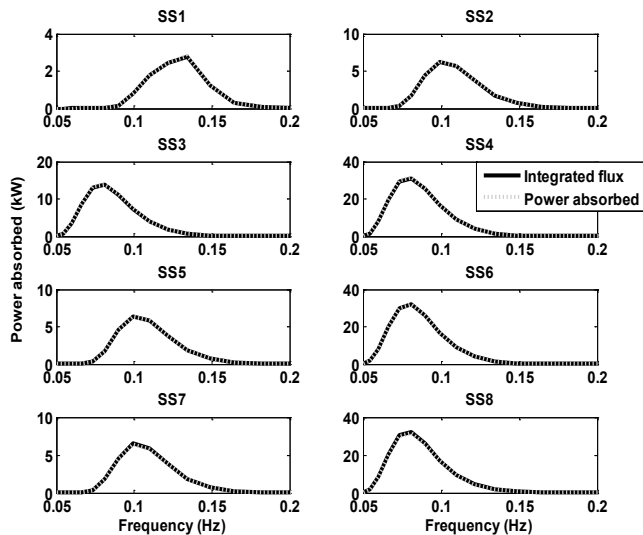 SS1
SS2
4
2
0
0.05 0.1 0.15 0.2
10
5
0
0.05 0.1 0.15 0.2
SS3
SS4
20
10
0
0.05 0.1 0.15 0.2
40
20
0
0.05 0.1 0.15 0.2
Integrated flux
Power absorbed
Power absorbed (kW)
SS5
SS6
10
5
0
0.05 0.1 0.15 0.2
40
20
0
0.05 0.1 0.15 0.2
SS7
SS8
10
5
0
0.05 0.1 0.15 0.2
Frequency (Hz)
40
20
0
0.05 0.1 0.15 0.2
Frequency (Hz)